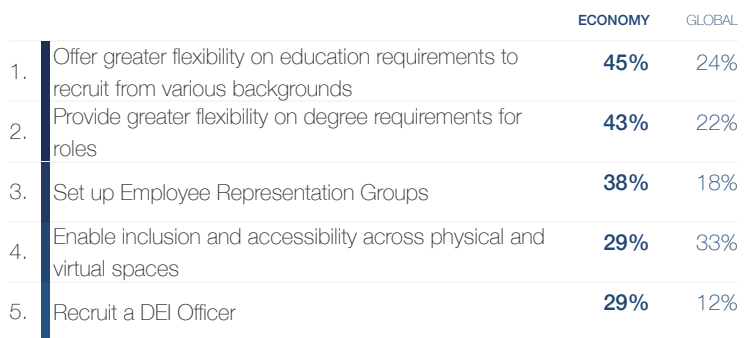 ECONOMY GLOBAL
1. Offer greater flexibility on education requirements to
recruit from various backgrounds 45% 24%
2. Provide greater flexibility on degree requirements for
roles 43% 22%
3. Set up Employee Representation Groups 38% 18%
4. Enable inclusion and accessibility across physical and
virtual spaces 29% 33%
5. Recruit a DEI Officer 29% 12%